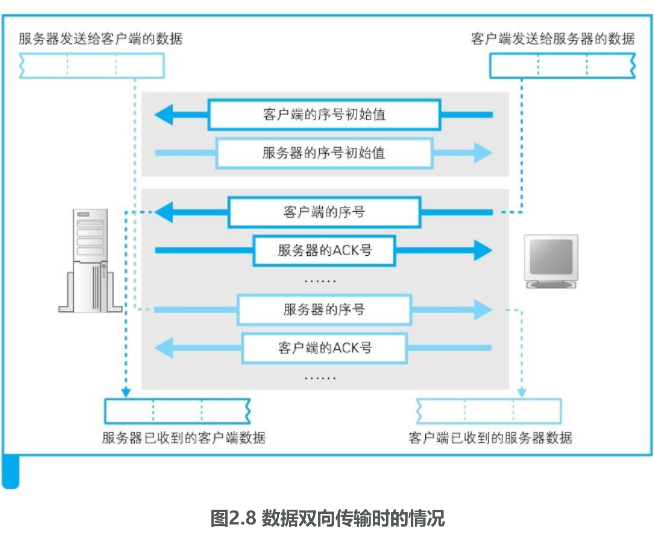 服务器发送给客户端的数据
客户端发送给服务器的数据
客户端的序号初始值
服务器的序号初始值
客户端的序号
服务器的ACK号
……
服务器的序号
客户端的ACK号
……
服务器已收到的客户端数据
客户端已收到的服务器数据
图2.8 数据双向传输时的情况